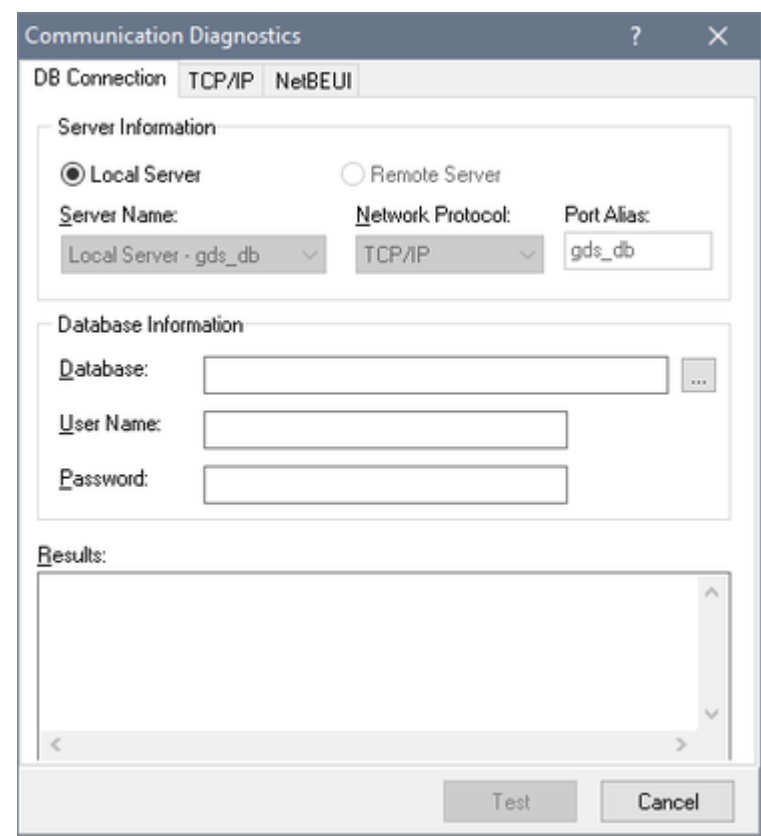 Communication Diagnostics ? ×
DB Connection TCP/IP NetBEUI
Server Information
Local Server Remote Server
Server Name: Network Protocol: Port Alias:
Local Server - gds_db TCP/IP gds_db
Database Information
Database: ...
User Name:
Password:
Results:
Test Cancel